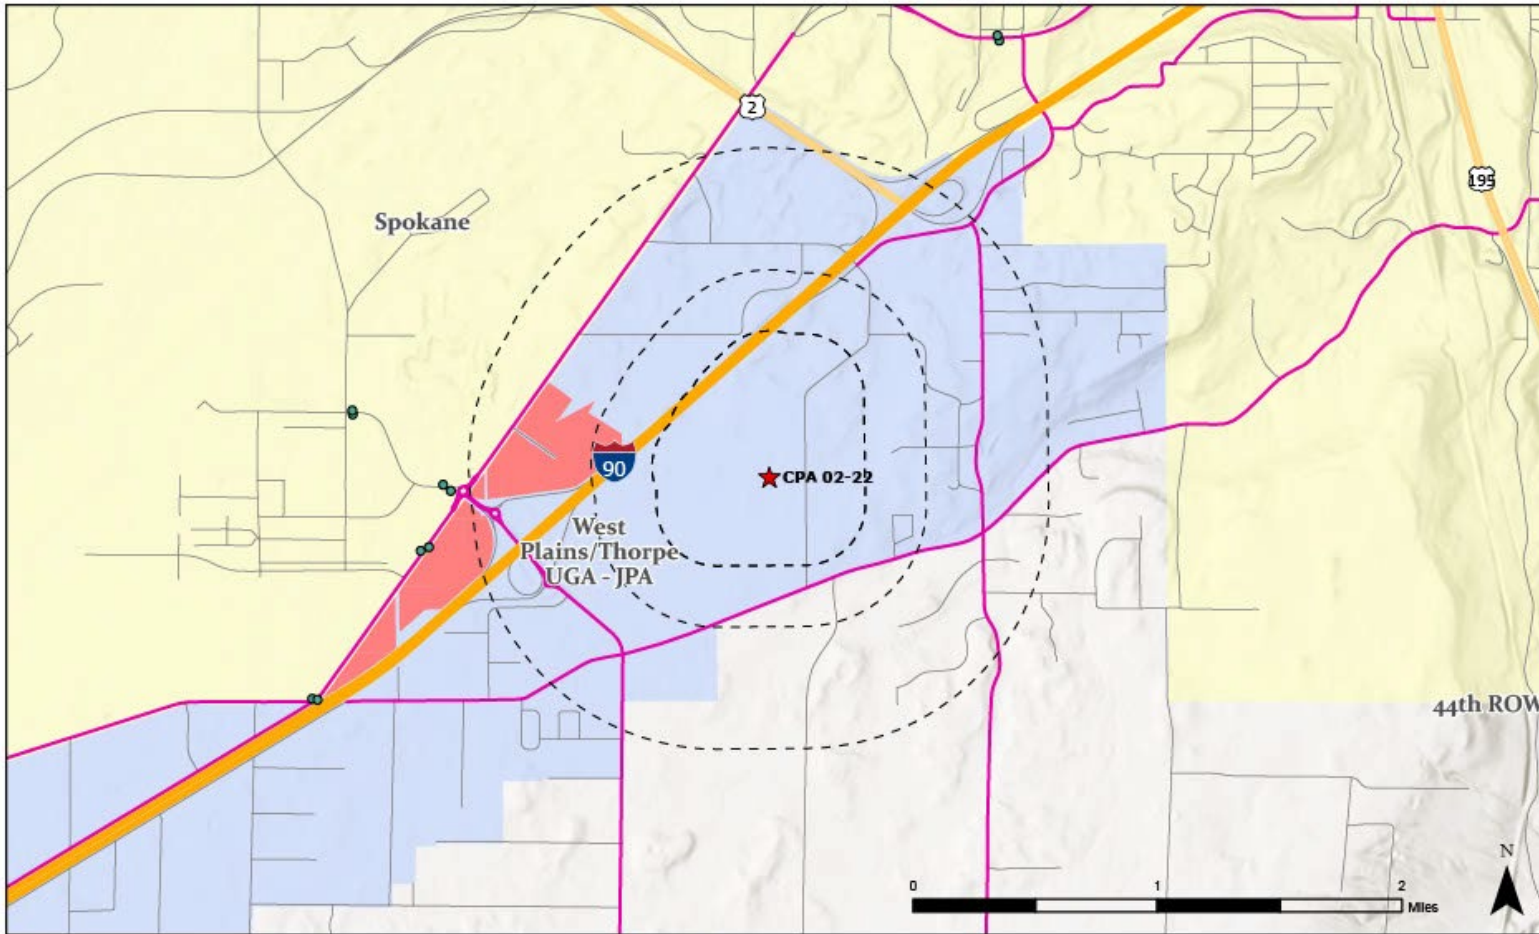 2
195
Spokane
90
CPA 02-22
West
Plains/Thorpe
UGA - JPA
44th ROW
N
0 1 2
Miles